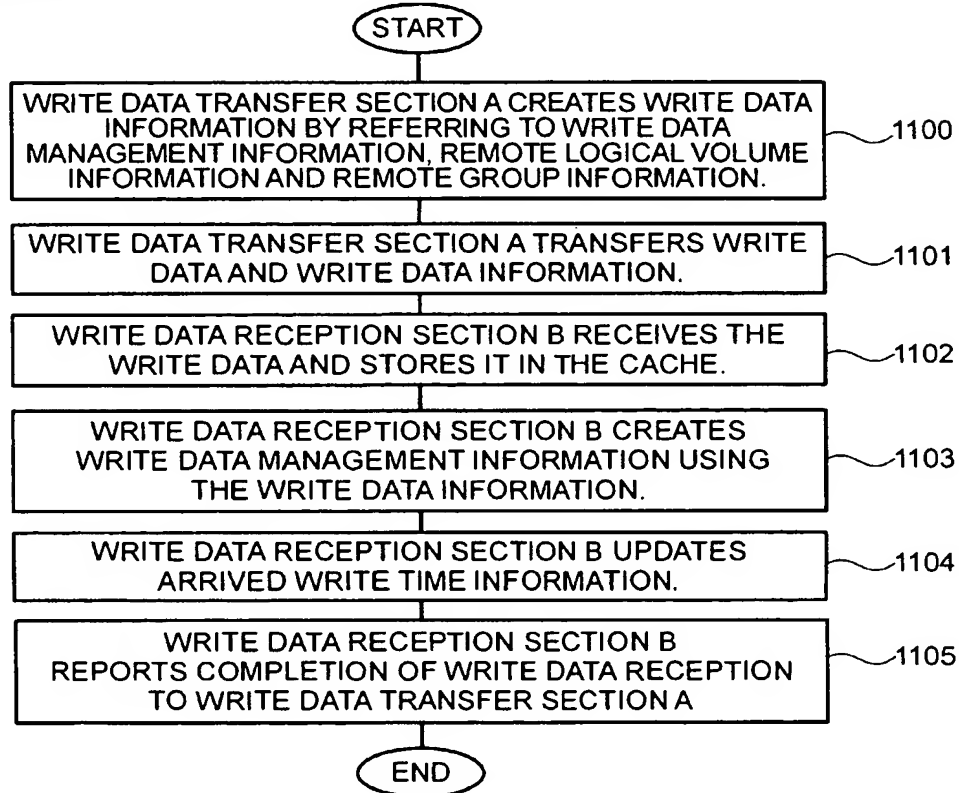 START
WRITE DATA TRANSFER SECTION A CREATES WRITE DATA
INFORMATION BY REFERRING TO WRITE DATA
MANAGEMENT INFORMATION, REMOTE LOGICAL VOLUME
INFORMATION AND REMOTE GROUP INFORMATION.
1100
WRITE DATA TRANSFER SECTION A TRANSFERS WRITE
DATA AND WRITE DATA INFORMATION.
1101
WRITE DATA RECEPTION SECTION B RECEIVES THE
WRITE DATA AND STORES IT IN THE CACHE.
1102
WRITE DATA RECEPTION SECTION B CREATES
WRITE DATA MANAGEMENT INFORMATION USING
THE WRITE DATA INFORMATION.
1103
WRITE DATA RECEPTION SECTION B UPDATES
ARRIVED WRITE TIME INFORMATION.
1104
WRITE DATA RECEPTION SECTION B
REPORTS COMPLETION OF WRITE DATA RECEPTION
TO WRITE DATA TRANSFER SECTION A
1105
END